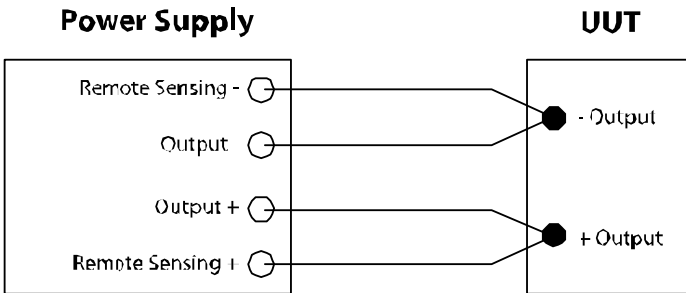 Power Supply
UUT
Remote Sensing -
- Output
Output
Output +
+ Output
Remote Sensing +